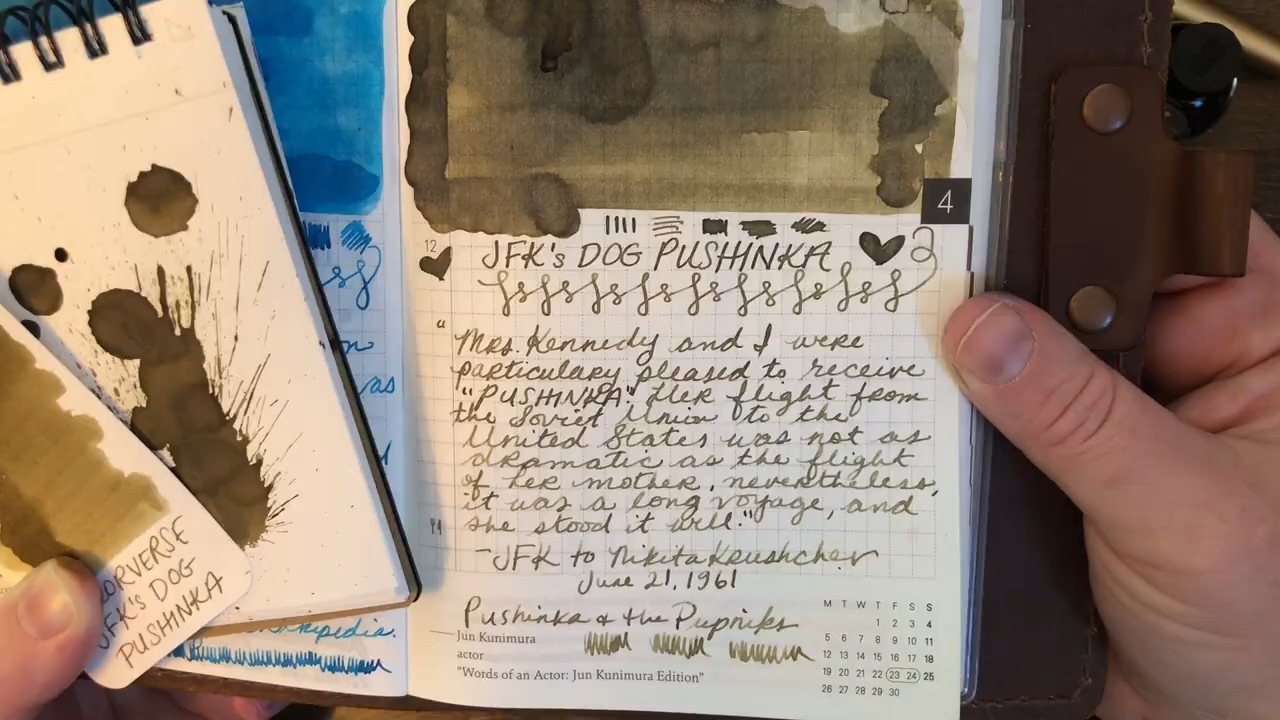 4
12
JFK's DOG PUSHINKA
"Mrs. Kennedy and I were
particulary pleased to receive
"PUSHINKA." Her flight from
the Soviet Union to the
United States was not as
dramatic as the flight
of her mother, nevertheless,
it was a long voyage, and
she stood it well."
-JFK to Nikita Krushchev
June 21, 1961
Pushinka & the Pupniks
Jun Kunimura
actor
"Words of an Actor: Jun Kunimura Edition"
M T W T F S S
1 2 3 4
5 6 7 8 9 10 11
12 13 14 15 16 17 18
19 20 21 22 23 24 25
26 27 28 29 30
ORVERSE
JFK's DOG
PUSHINKA
as